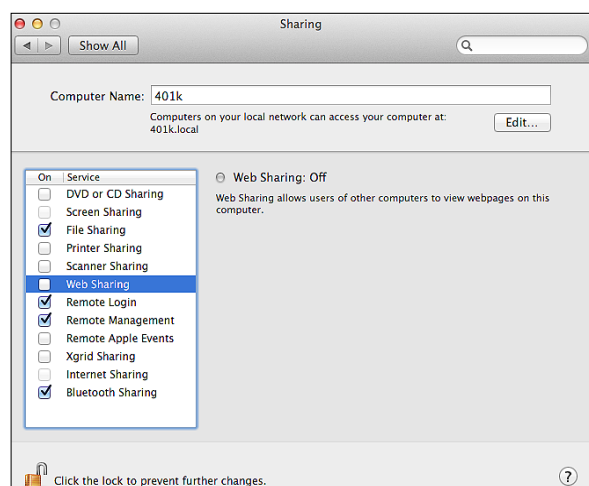 Sharing
Show All
Computer Name: 401k
Computers on your local network can access your computer at:
401k.local
Edit...
On Service
DVD or CD Sharing
Screen Sharing
File Sharing
Printer Sharing
Scanner Sharing
Web Sharing
Remote Login
Remote Management
Remote Apple Events
Xgrid Sharing
Internet Sharing
Bluetooth Sharing
Web Sharing: Off
Web Sharing allows users of other computers to view webpages on this
computer.
Click the lock to prevent further changes.
?